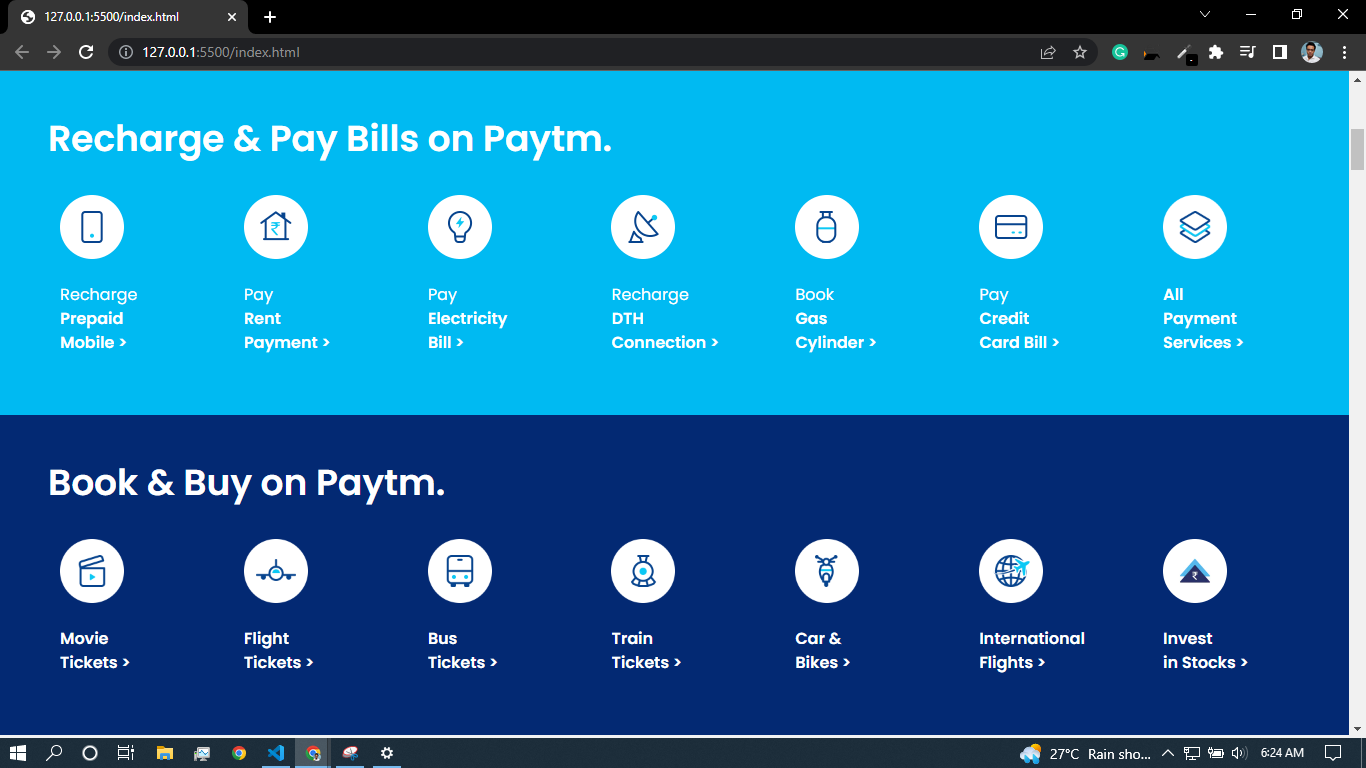 127.0.0.1:5500/index.html
127.0.0.1:5500/index.html
Recharge & Pay Bills on Paytm.
Recharge
Prepaid
Mobile >
Pay
Rent
Payment >
Pay
Electricity
Bill >
Recharge
DTH
Connection >
Book
Gas
Cylinder >
Pay
Credit
Card Bill >
All
Payment
Services >
Book & Buy on Paytm.
Movie
Tickets >
Flight
Tickets >
Bus
Tickets >
Train
Tickets >
Car &
Bikes >
International
Flights >
Invest
in Stocks >
27°C Rain sho...
6:24 AM